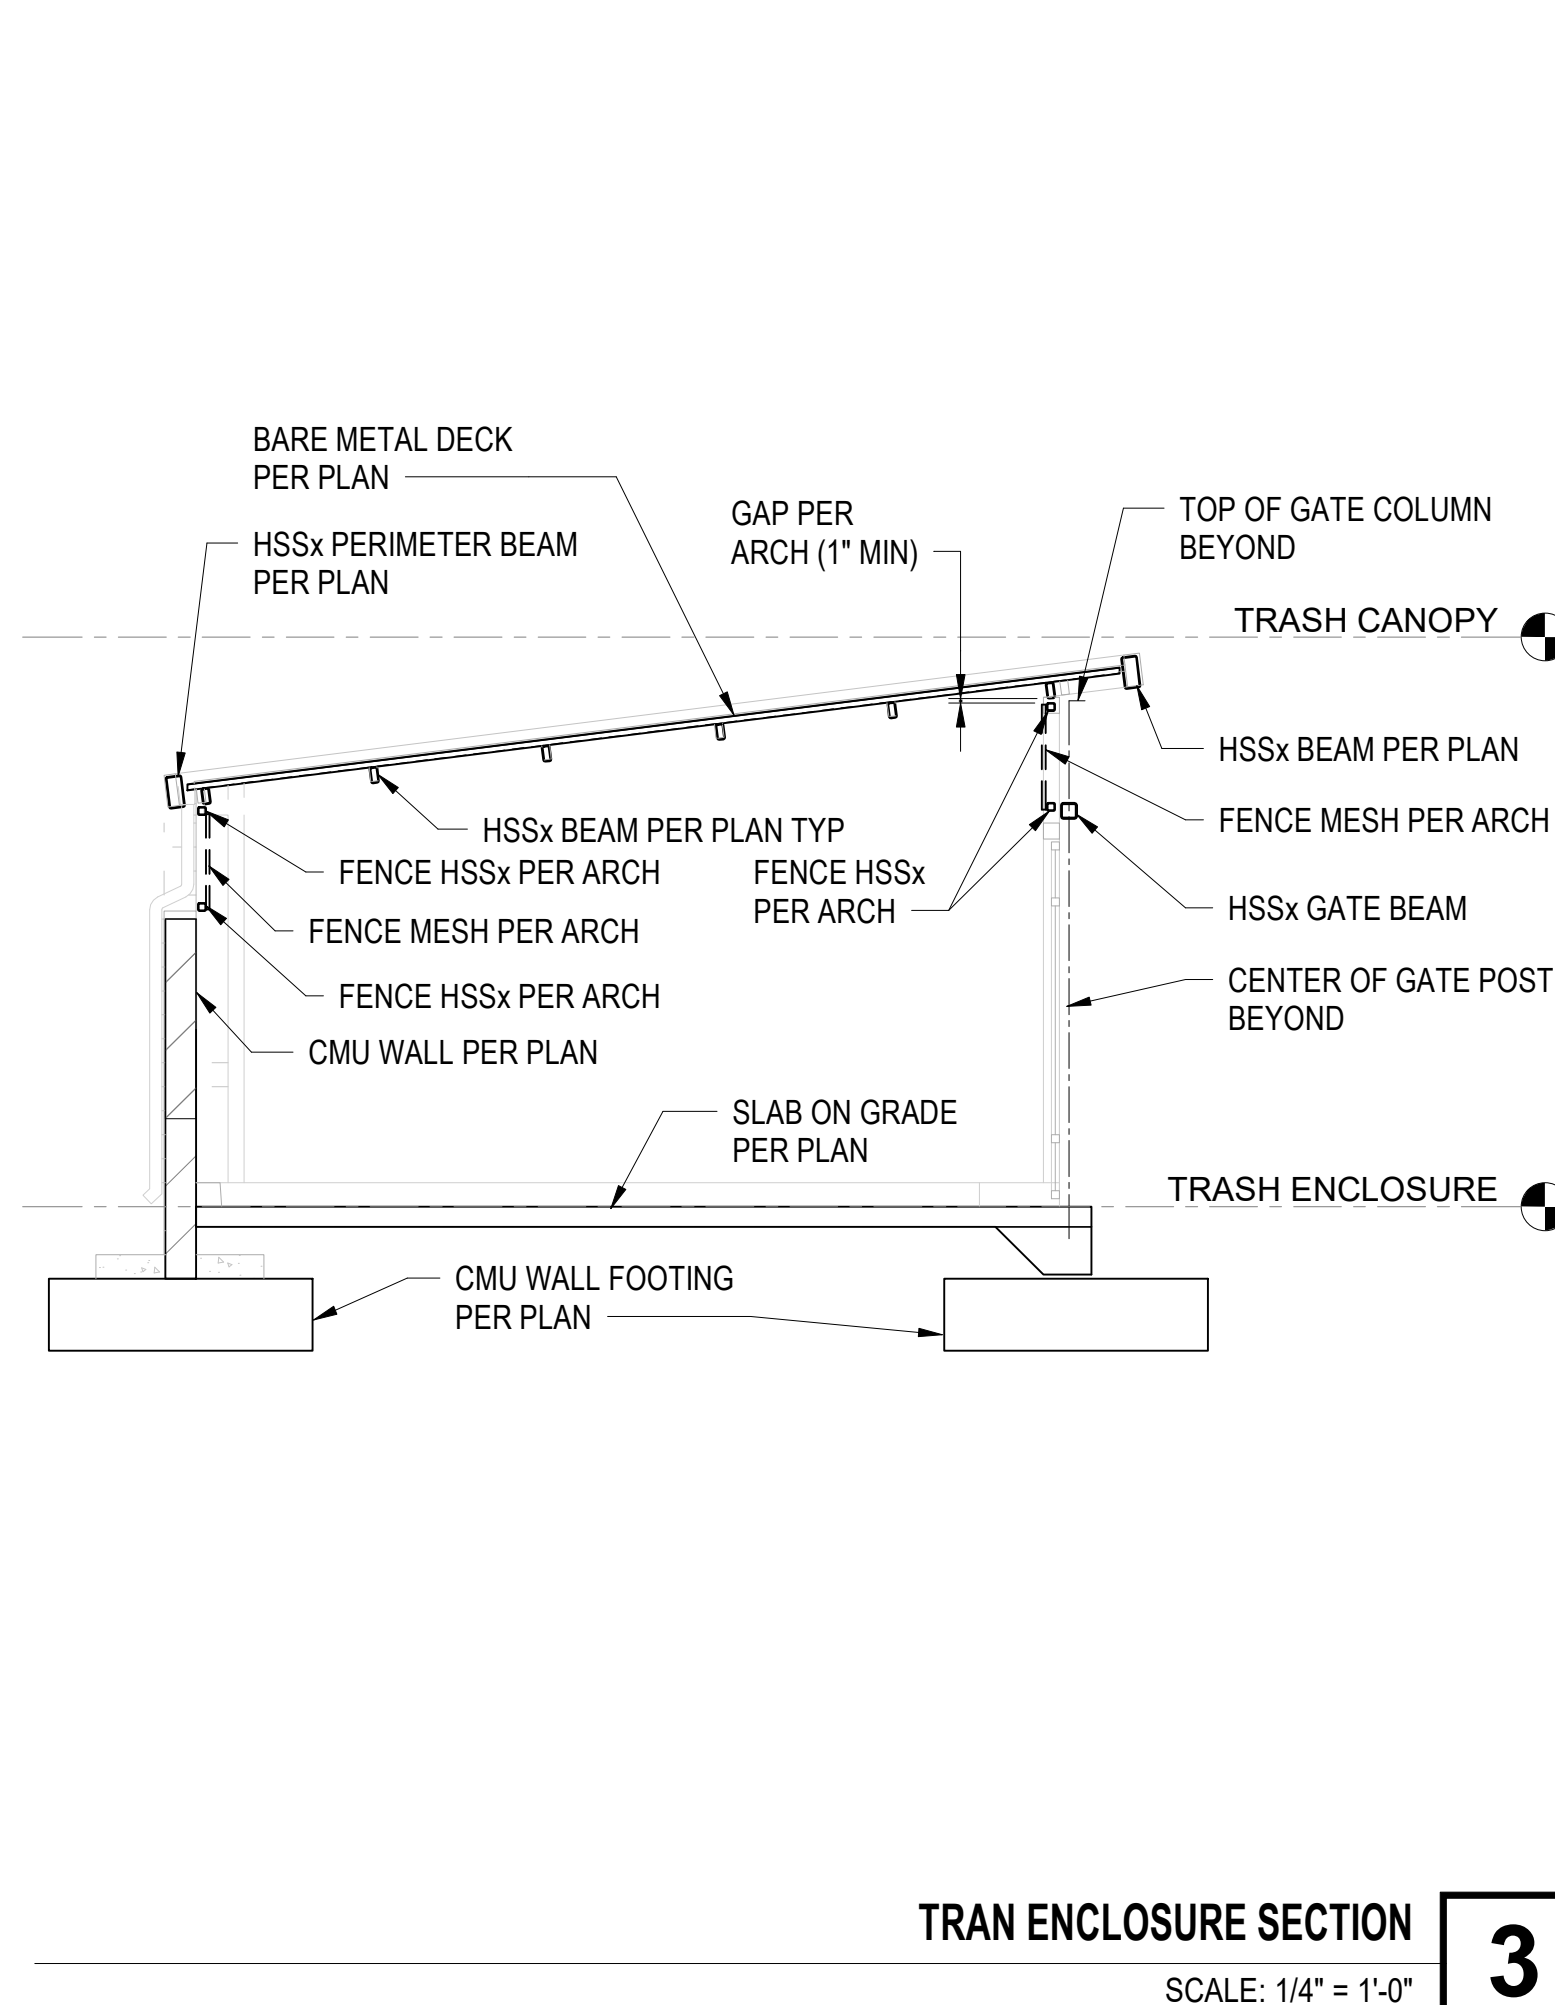 BARE METAL DECK
PER PLAN
HSSx PERIMETER BEAM
PER PLAN
GAP PER
ARCH (1" MIN)
TOP OF GATE COLUMN
BEYOND
TRASH CANOPY
HSSx BEAM PER PLAN
FENCE MESH PER ARCH
HSSx BEAM PER PLAN TYP
FENCE HSSx PER ARCH
FENCE HSSx
PER ARCH
HSSx GATE BEAM
FENCE MESH PER ARCH
FENCE HSSx PER ARCH
CENTER OF GATE POST
BEYOND
CMU WALL PER PLAN
SLAB ON GRADE
PER PLAN
TRASH ENCLOSURE
CMU WALL FOOTING
PER PLAN
TRAN ENCLOSURE SECTION
3
SCALE: 1/4" = 1'-0"